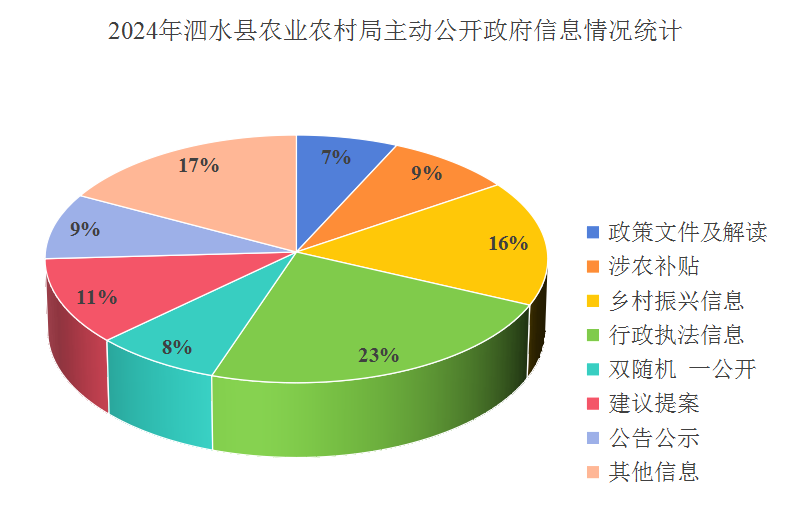 2024年泗水县农业农村局主动公开政府信息情况统计
17%
7%
9%
16%
9%
11%
8%
23%
政策文件及解读
涉农补贴
乡村振兴信息
行政执法信息
双随机 一公开
建议提案
公告公示
其他信息